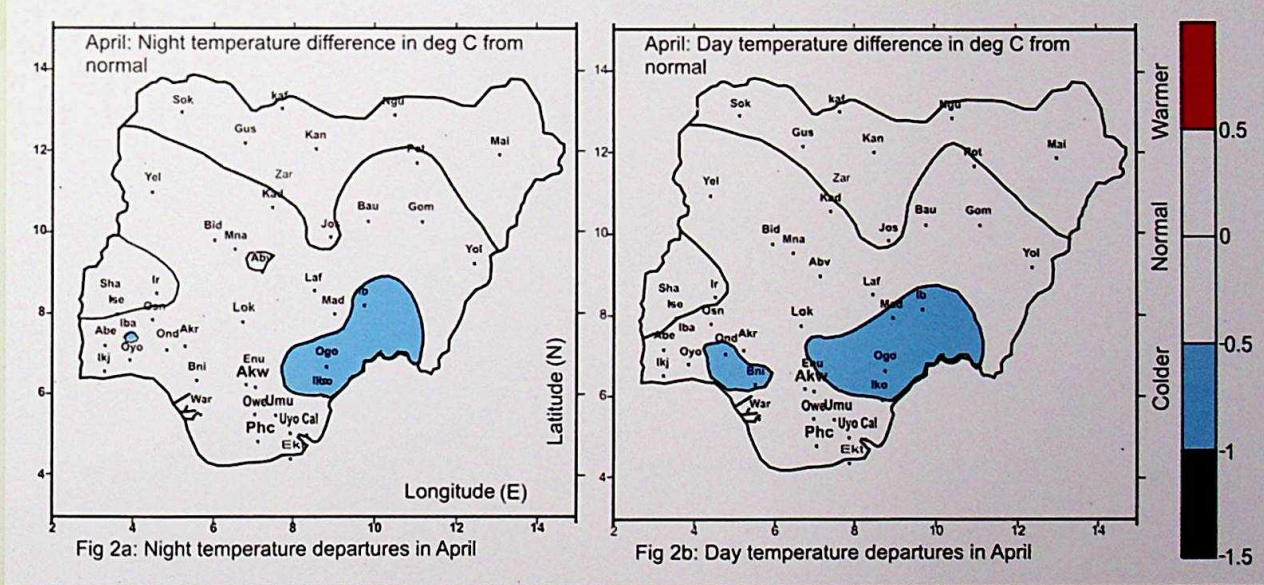 April: Night temperature difference in deg C from
normal
14
12
10
8
6
4
2 4 6 8 10 12 14
Sok
kat
Ngu
Gus
Kan
Mai
Pot
Yel
Zar
Kad
Bau
Gom
Bid
Mna
Jos
Yol
Abv
Sha
Ir
Laf
Ib
Ise
Osn
Lok
Mad
Abe
Iba
Ond
Akr
Oyo
Ikj
Bni
Enu
Ogo
Akw
War
Owe
Umu
Uyo
Cal
Phc
Ekt
Longitude (E)
Latitude (N)
Fig 2a: Night temperature departures in April
April: Day temperature difference in deg C from
normal
14
12
10
8
6
4
2 4 6 8 10 12 14
Sok
kat
Ngu
Gus
Kan
Mai
Pot
Yel
Zar
Kad
Bau
Gom
Bid
Mna
Jos
Yol
Abv
Sha
Ir
Laf
Ib
Ise
Osn
Lok
Mad
Abe
Iba
Ond
Akr
Oyo
Ikj
Bni
Enu
Ogo
Akw
Iko
War
Owe
Umu
Uyo
Cal
Phc
Ekt
Fig 2b: Day temperature departures in April
Warmer
Normal
Colder
0.5
0
-0.5
-1
-1.5